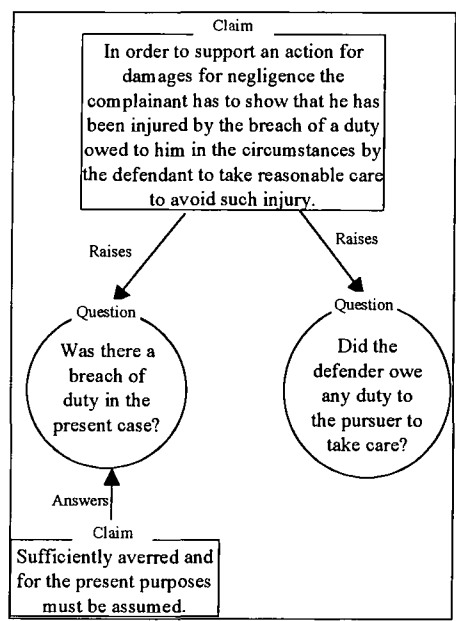 Claim
In order to support an action for
damages for negligence the
complainant has to show that he has
been injured by the breach of a duty
owed to him in the circumstances by
the defendant to take reasonable care
to avoid such injury.
Raises
Raises
Question
Was there a
breach of
duty in the
present case?
Question
Did the
defender owe
any duty to
the pursuer to
take care?
Answers
Claim
Sufficiently averred and
for the present purposes
must be assumed.